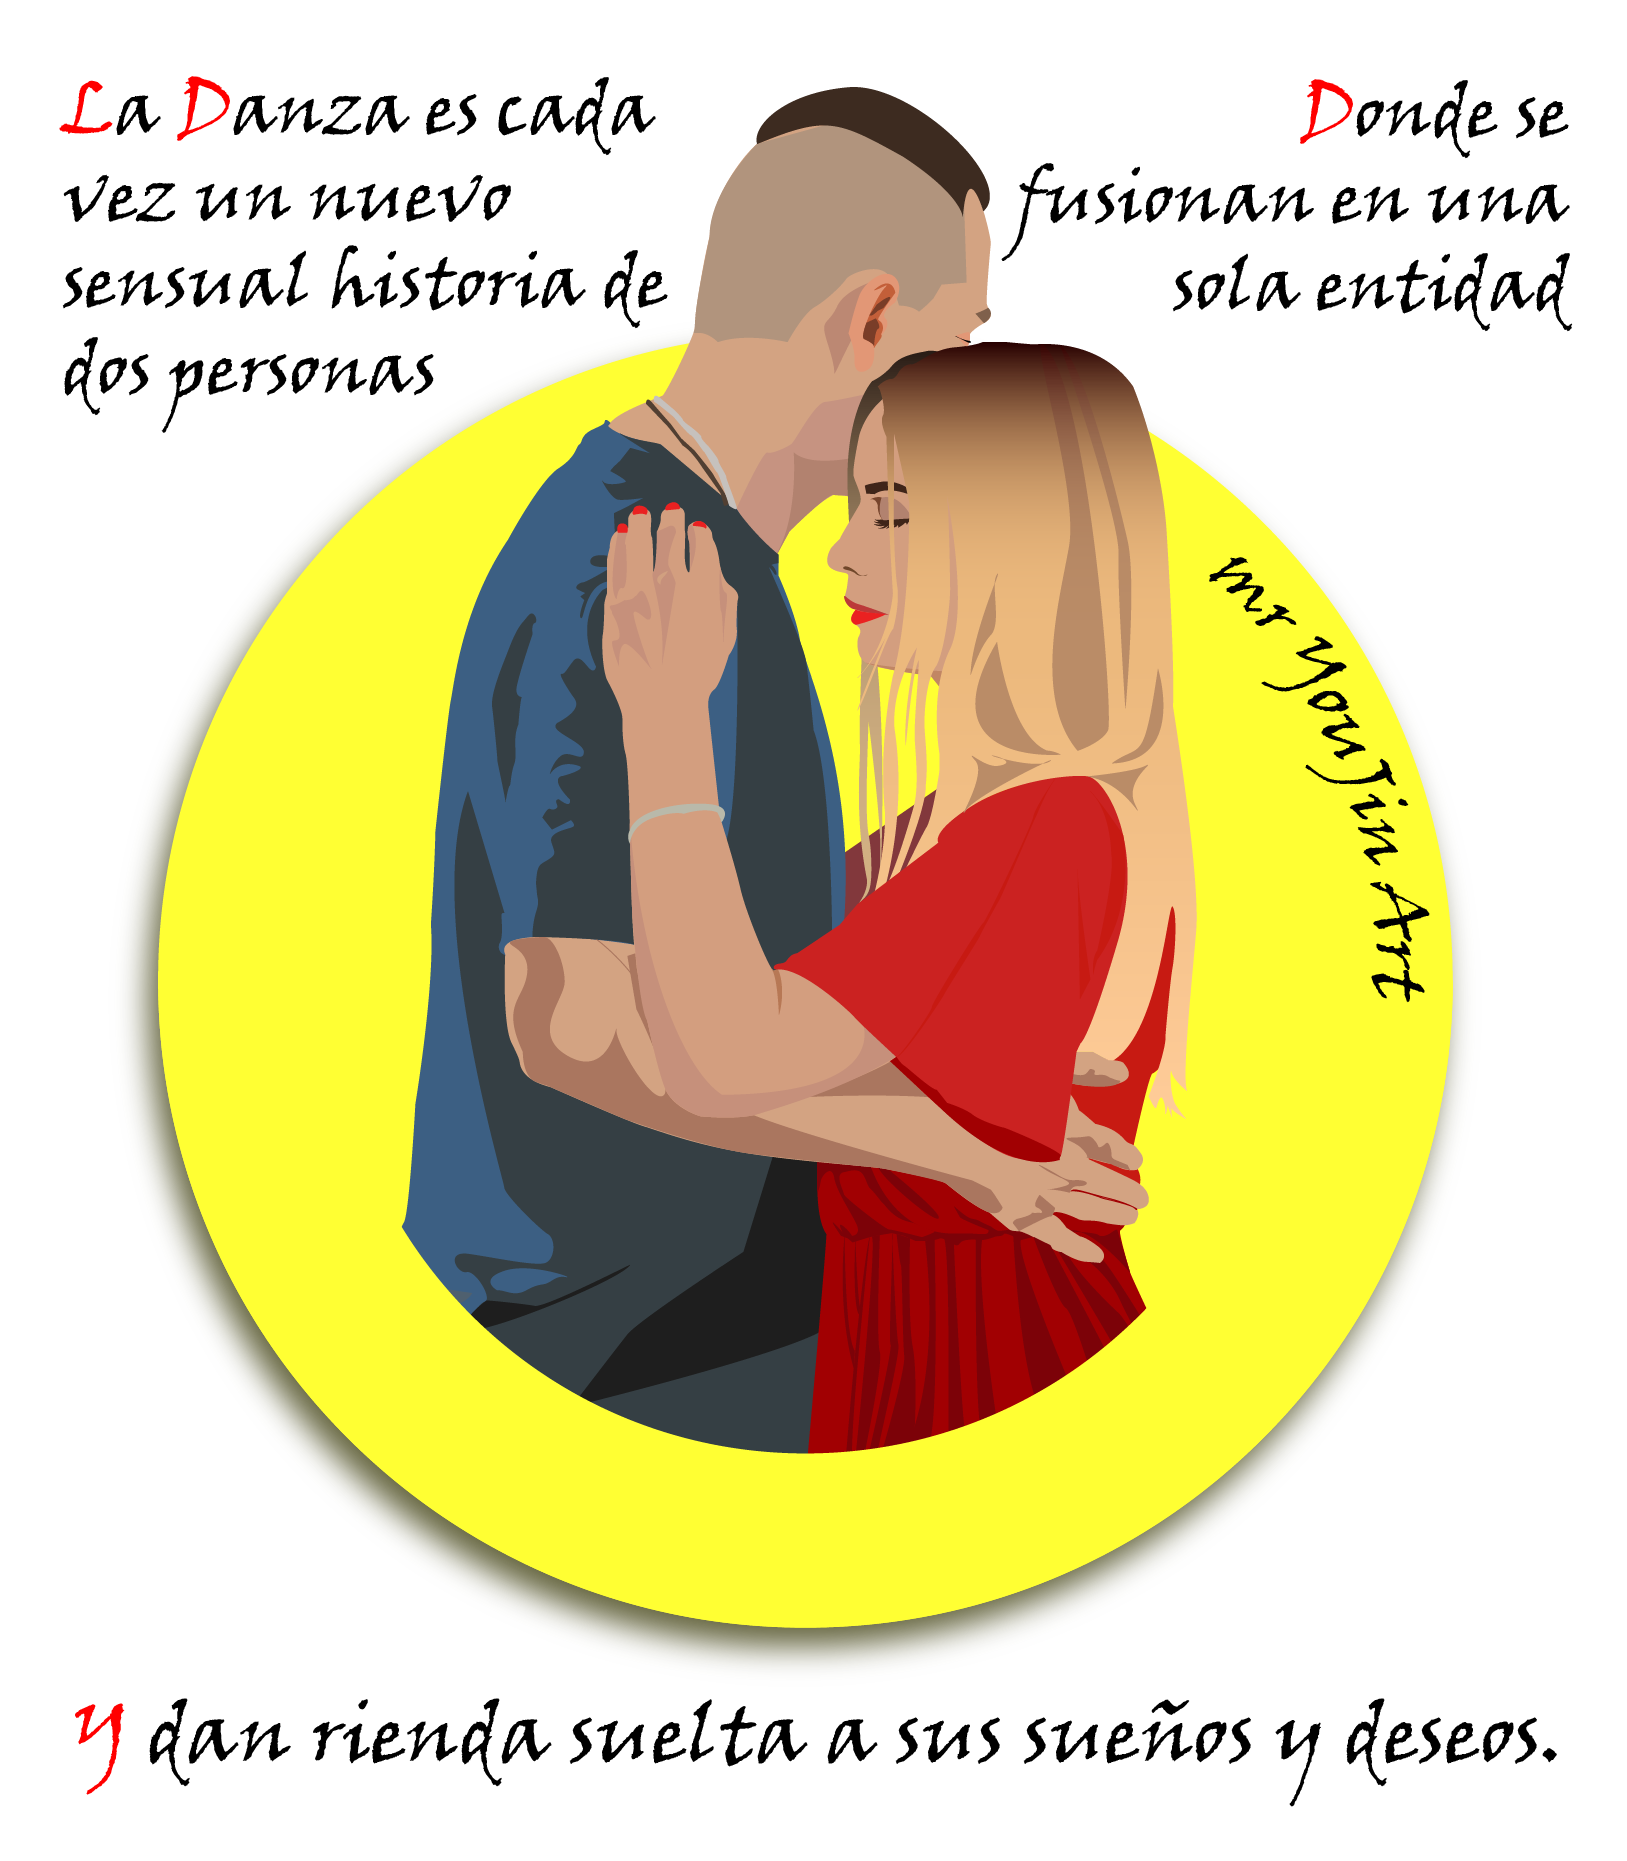 La Danza es cada
vez un nuevo
sensual historia de
dos personas
Donde se
fusionan en una
sola entidad
mr YouJin Art
Y dan rienda suelta a sus sueños y deseos.